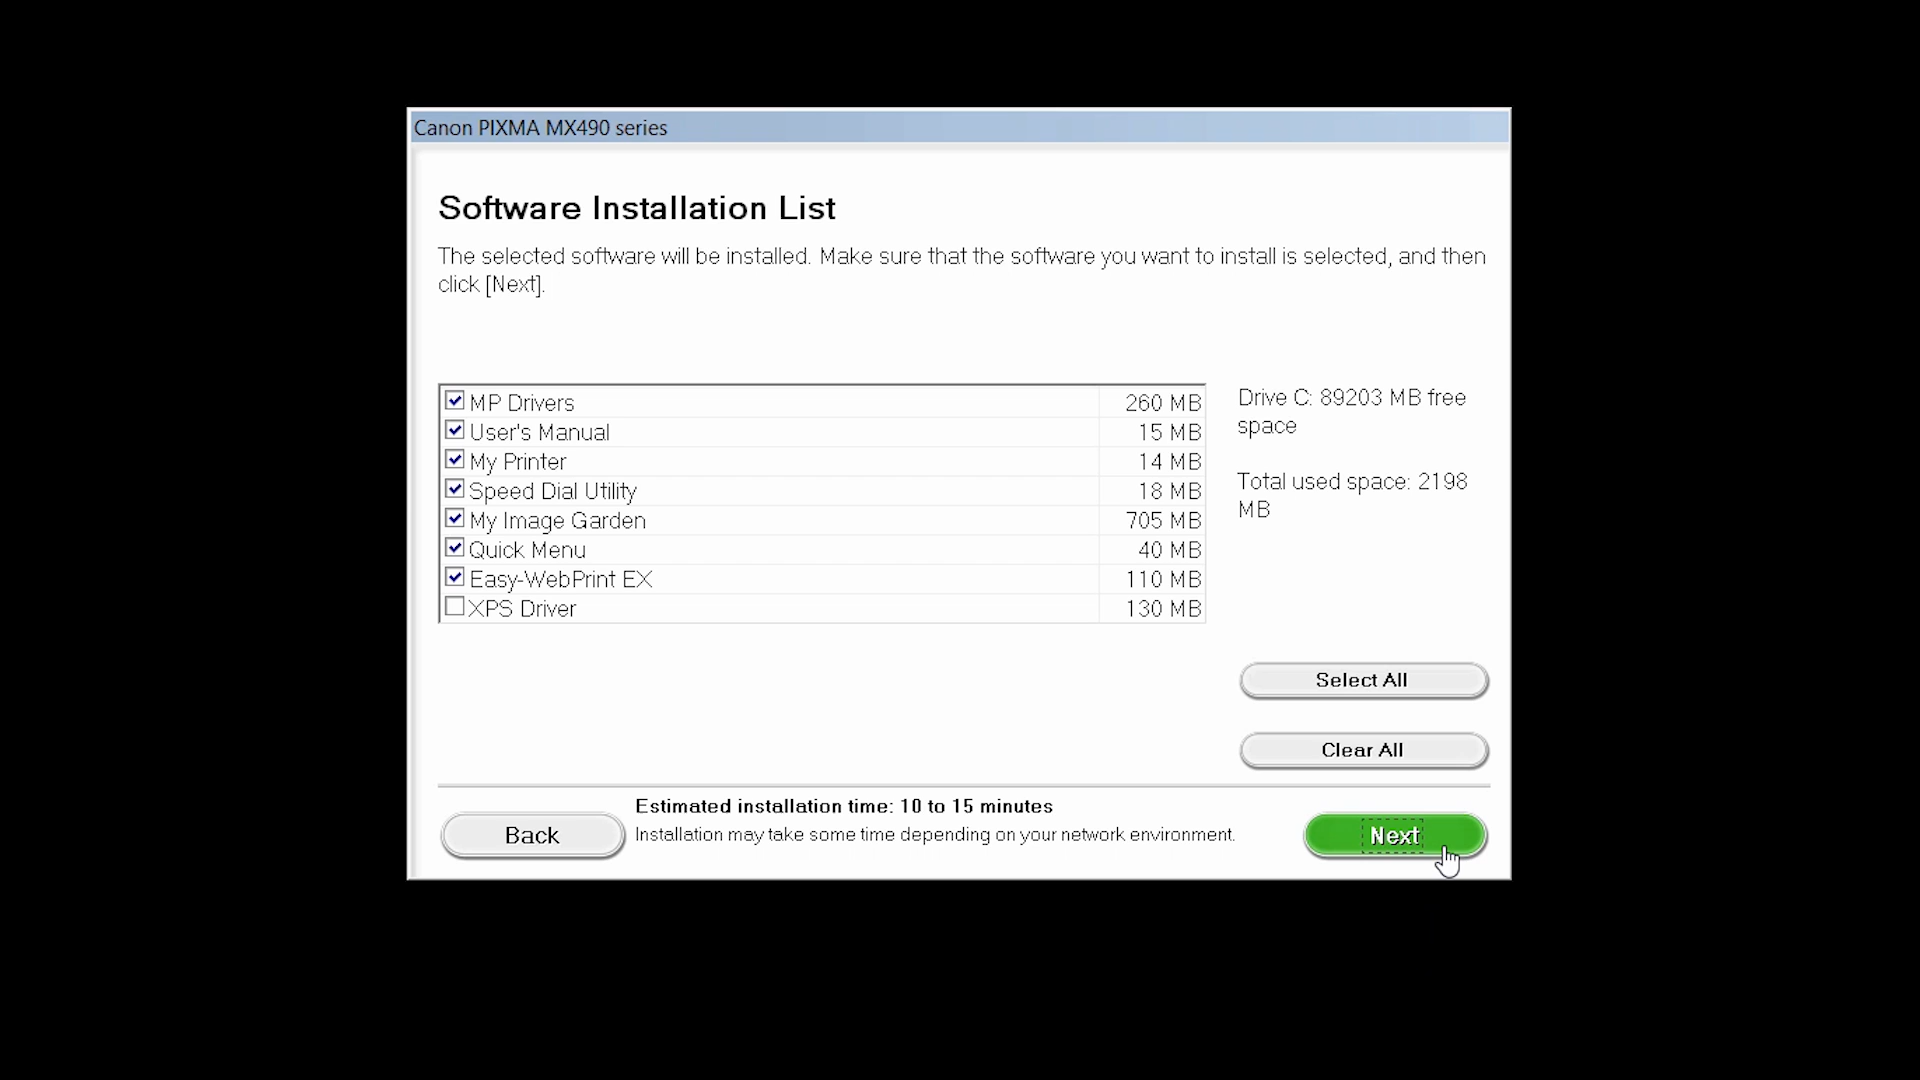 Canon PIXMA MX490 series
Software Installation List
The selected software will be installed. Make sure that the software you want to install is selected, and then
click [Next].
MP Drivers 260 MB
User's Manual 15 MB
My Printer 14 MB
Speed Dial Utility 18 MB
My Image Garden 705 MB
Quick Menu 40 MB
Easy-WebPrint EX 110 MB
XPS Driver 130 MB
Drive C: 89203 MB free
space
Total used space: 2198
MB
Select All
Clear All
Estimated installation time: 10 to 15 minutes
Installation may take some time depending on your network environment.
Back
Next